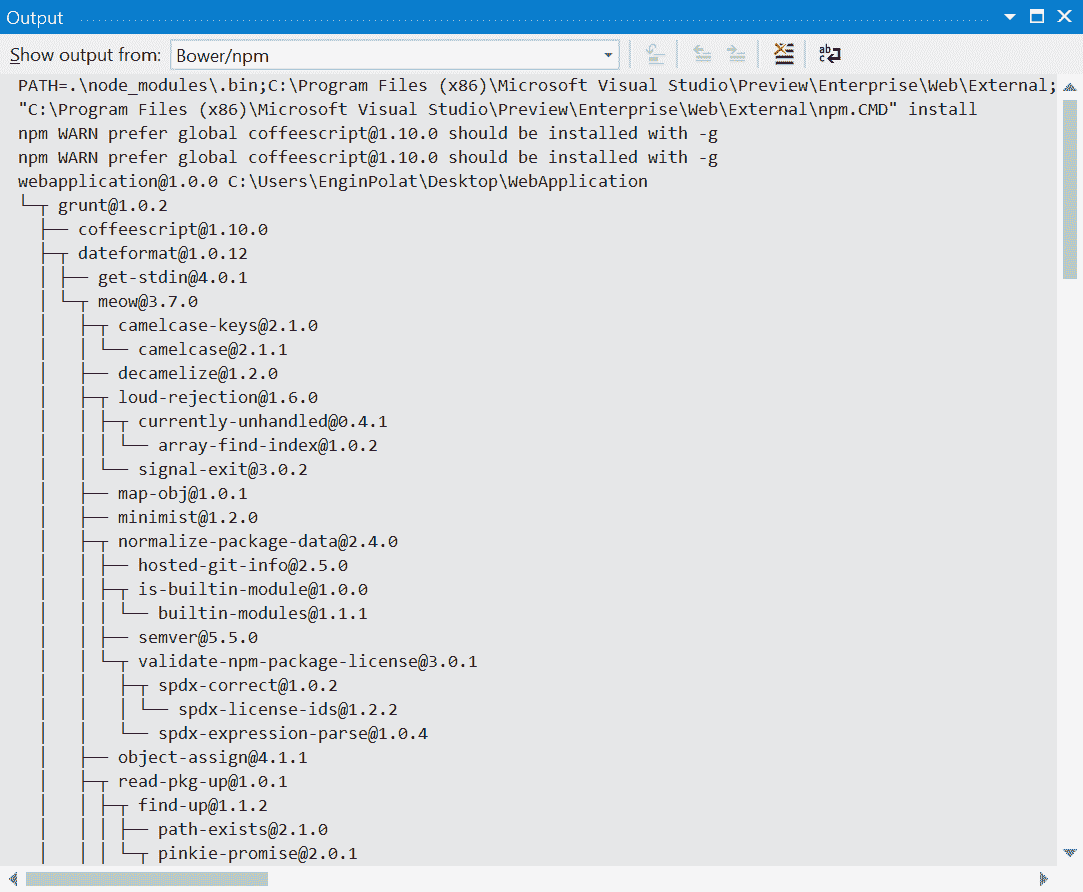 Output
Show output from: Bower/npm
PATH=.\node_modules\.bin;C:\Program Files (x86)\Microsoft Visual Studio\Preview\Enterprise\Web\External;
"C:\Program Files (x86)\Microsoft Visual Studio\Preview\Enterprise\Web\External\npm.CMD" install
npm WARN prefer global coffeescript@1.10.0 should be installed with -g
npm WARN prefer global coffeescript@1.10.0 should be installed with -g
webapplication@1.0.0 C:\Users\EnginPolat\Desktop\WebApplication
└─┬ grunt@1.0.2
  ├── coffeescript@1.10.0
  ├─┬ dateformat@1.0.12
  │ ├── get-stdin@4.0.1
  │ └─┬ meow@3.7.0
  │   ├─┬ camelcase-keys@2.1.0
  │   │ └── camelcase@2.1.1
  │   ├── decamelize@1.2.0
  │   ├─┬ loud-rejection@1.6.0
  │   │ ├─┬ currently-unhandled@0.4.1
  │   │ │ └── array-find-index@1.0.2
  │   │ └── signal-exit@3.0.2
  │   ├── map-obj@1.0.1
  │   ├── minimist@1.2.0
  │   ├─┬ normalize-package-data@2.4.0
  │   │ ├── hosted-git-info@2.5.0
  │   │ ├─┬ is-builtin-module@1.0.0
  │   │ │ └── builtin-modules@1.1.1
  │   │ ├── semver@5.5.0
  │   │ └─┬ validate-npm-package-license@3.0.1
  │   │   ├─┬ spdx-correct@1.0.2
  │   │   │ └── spdx-license-ids@1.2.2
  │   │   └── spdx-expression-parse@1.0.4
  │   ├── object-assign@4.1.1
  │   ├─┬ read-pkg-up@1.0.1
  │   │ ├─┬ find-up@1.1.2
  │   │ │ ├── path-exists@2.1.0
  │   │ │ └─┬ pinkie-promise@2.0.1